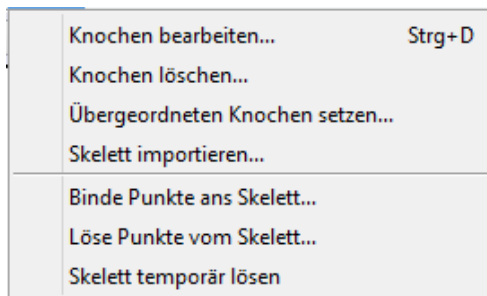 Knochen bearbeiten... Strg+D
Knochen löschen...
Übergeordneten Knochen setzen...
Skelett importieren...
Binde Punkte ans Skelett...
Löse Punkte vom Skelett...
Skelett temporär lösen